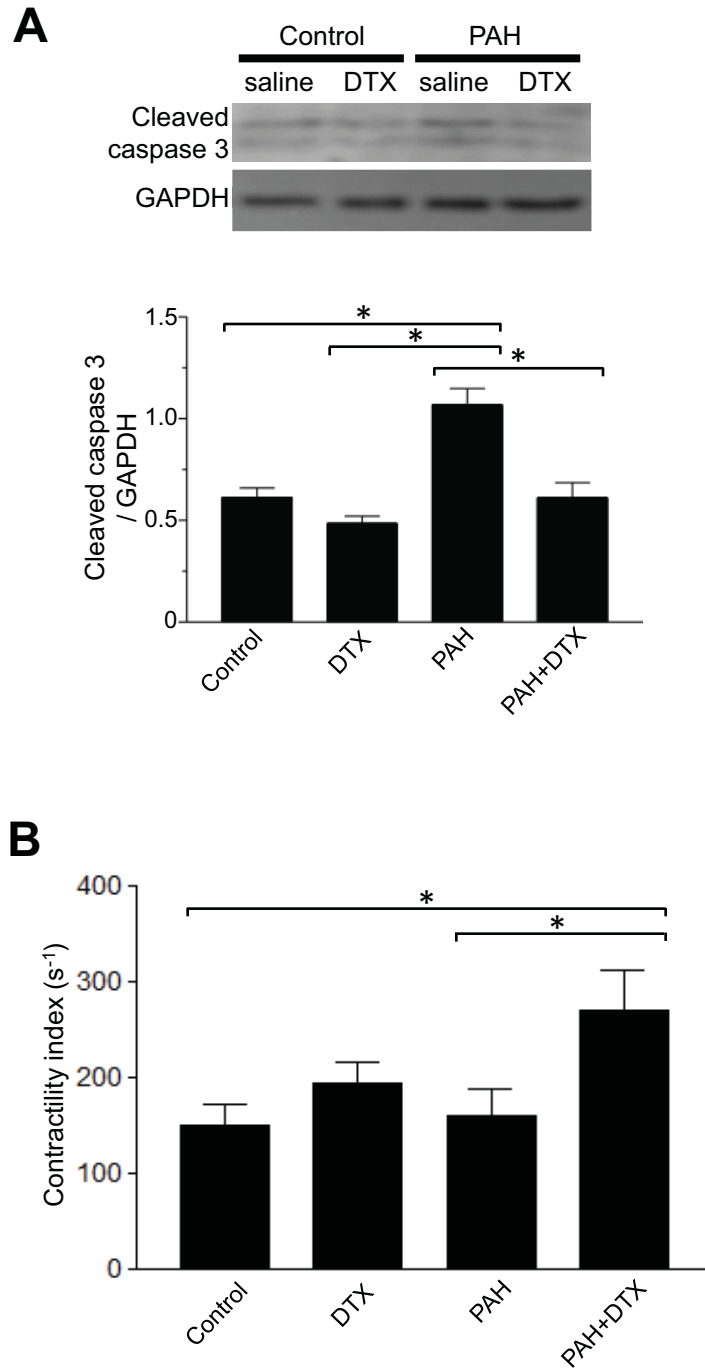 A
Control PAH
saline DTX saline DTX
Cleaved
caspase 3
GAPDH
Cleaved caspase 3
/ GAPDH
1.5
1.0
0.5
0
*
*
*
Control DTX PAH PAH+DTX
B
Contractility index (s⁻¹)
400
300
200
100
0
*
*
Control DTX PAH PAH+DTX